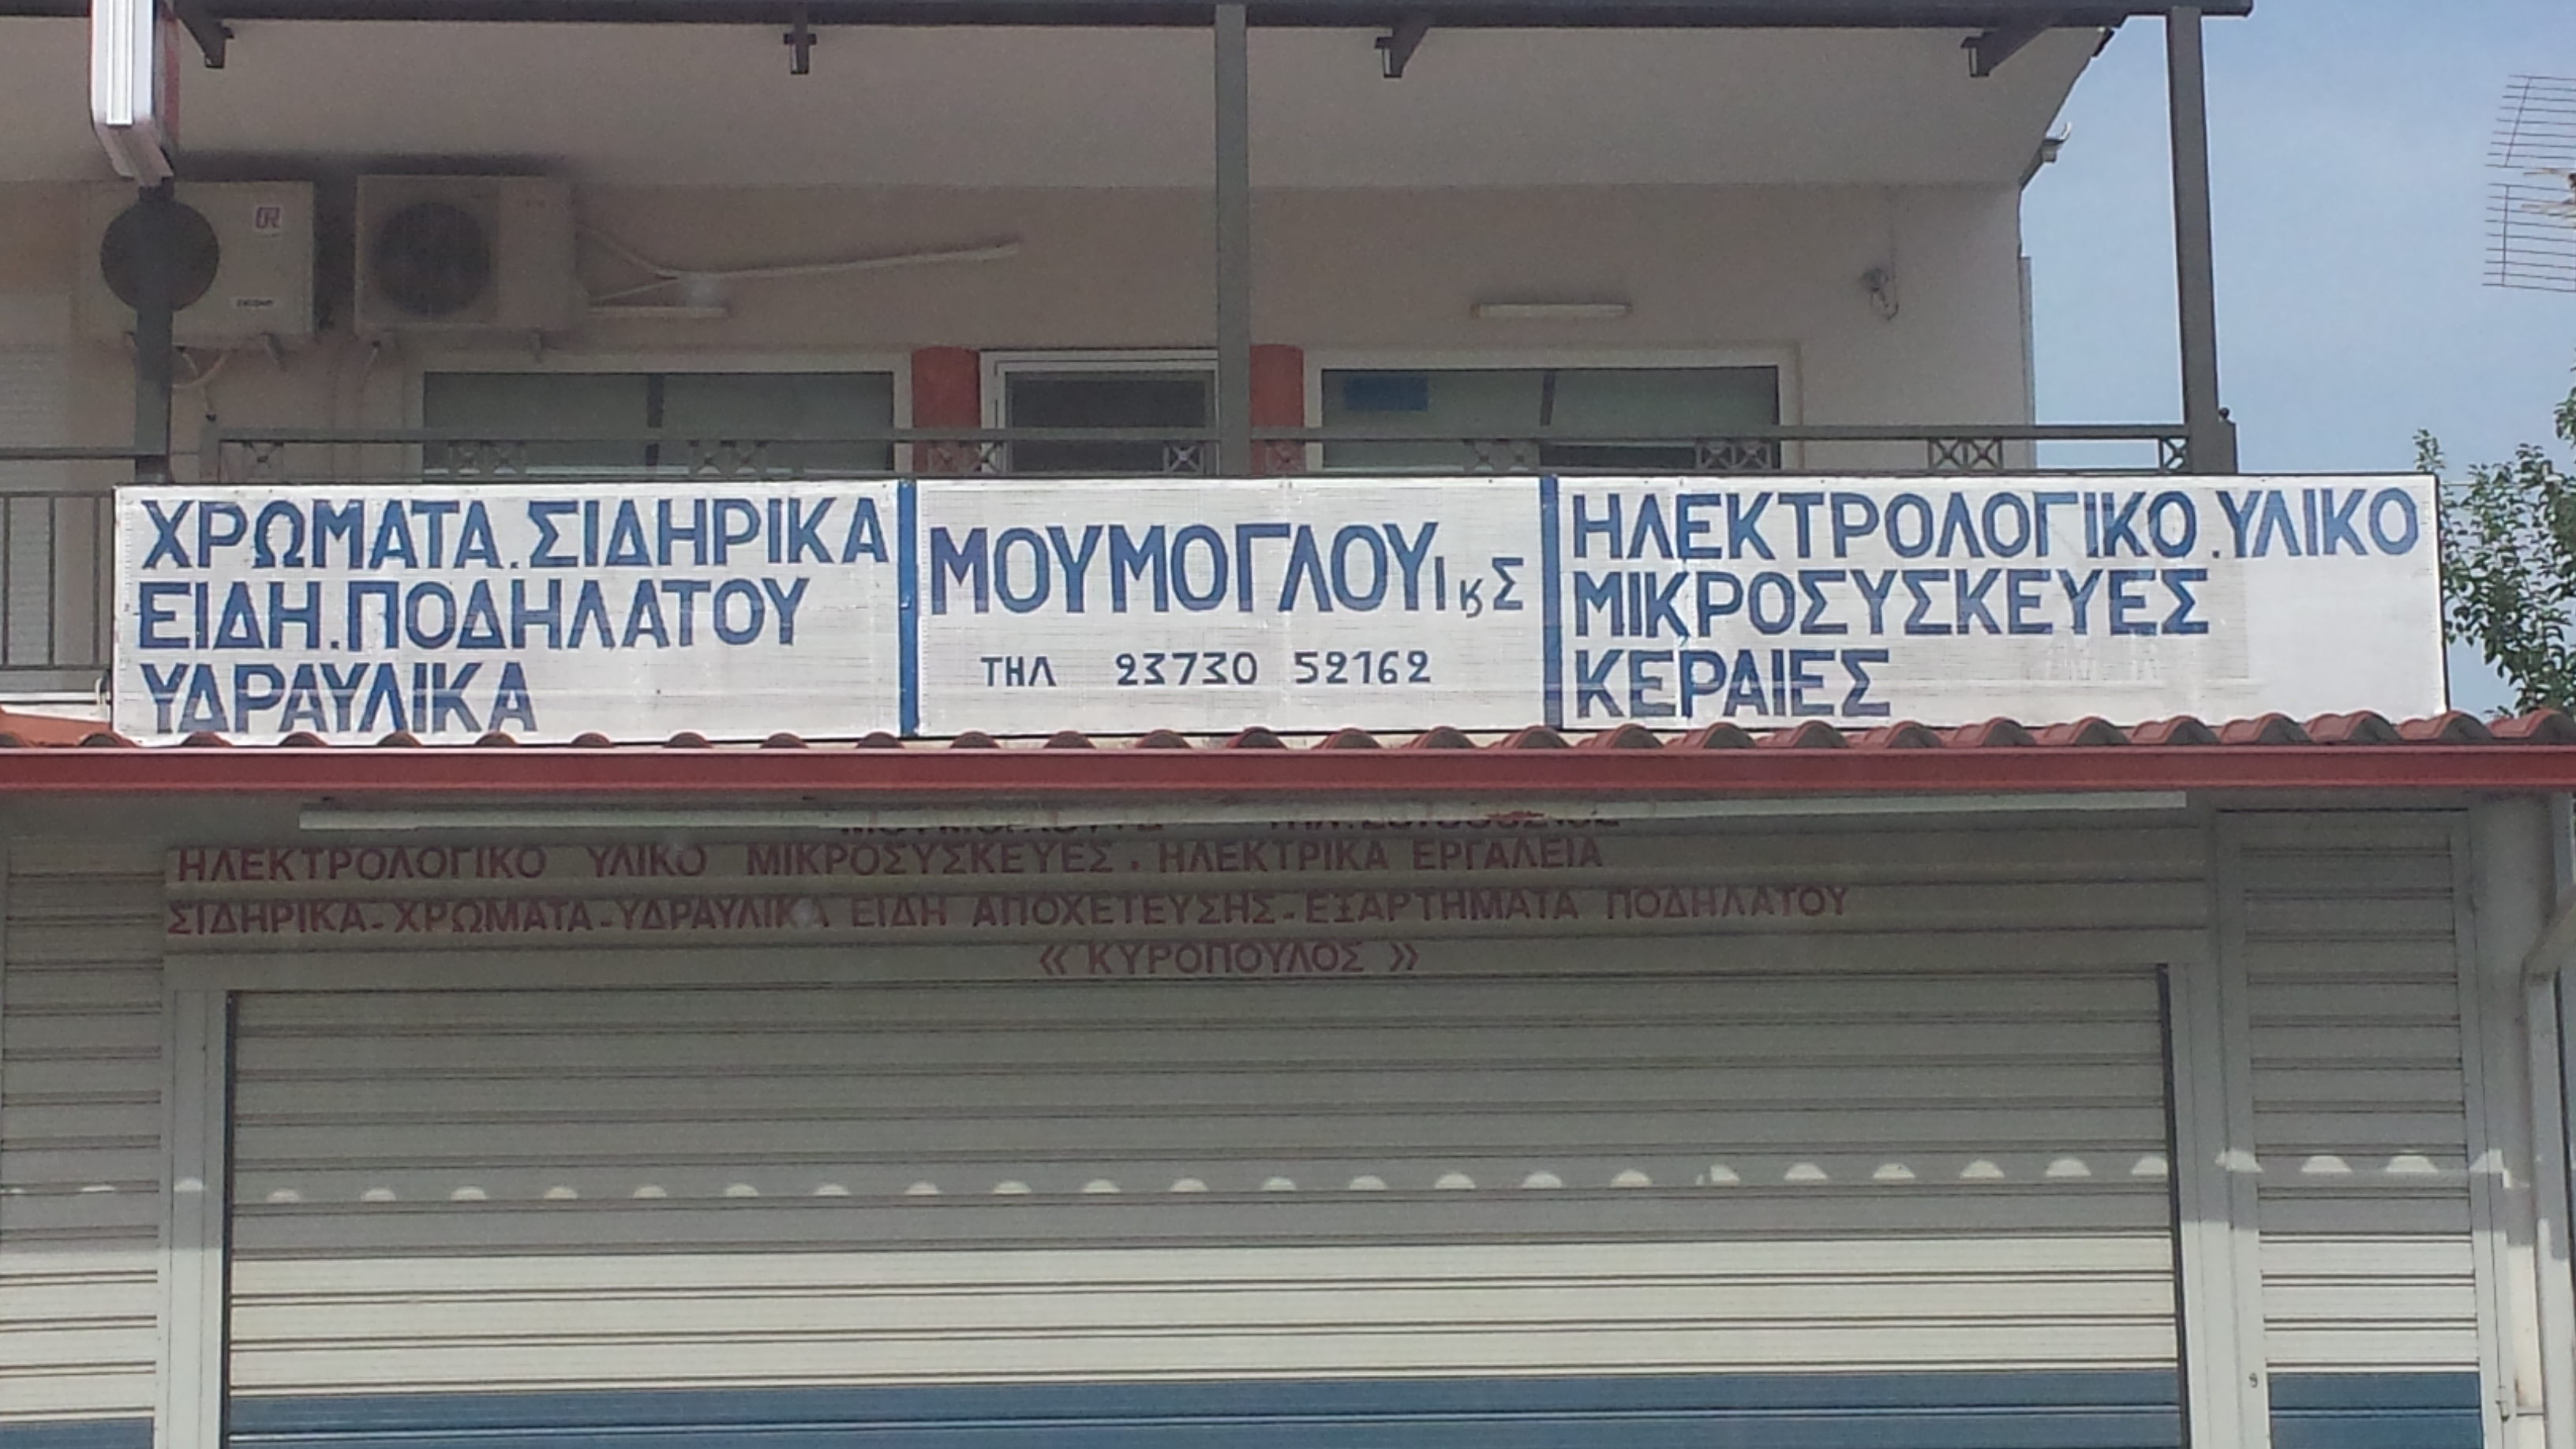 ΧΡΩΜΑΤΑ.ΣΙΔΗΡΙΚΑ
ΕΙΔΗ.ΠΟΔΗΛΑΤΟΥ
ΥΔΡΑΥΛΙΚΑ
ΜΟΥΜΟΓΛΟΥ Ι κ Σ
ΤΗΛ 23730 52162
ΗΛΕΚΤΡΟΛΟΓΙΚΟ.ΥΛΙΚΟ
ΜΙΚΡΟΣΥΣΚΕΥΕΣ
ΚΕΡΑΙΕΣ
ΗΛΕΚΤΡΟΛΟΓΙΚΟ ΥΛΙΚΟ ΜΙΚΡΟΣΥΣΚΕΥΕΣ. ΗΛΕΚΤΡΙΚΑ ΕΡΓΑΛΕΙΑ
ΣΙΔΗΡΙΚΑ-ΧΡΩΜΑΤΑ-ΥΔΡΑΥΛΙΚΑ ΕΙΔΗ ΑΠΟΧΕΤΕΥΣΗΣ-ΕΞΑΡΤΗΜΑΤΑ ΠΟΔΗΛΑΤΟΥ
« ΚΥΡΟΠΟΥΛΟΣ »